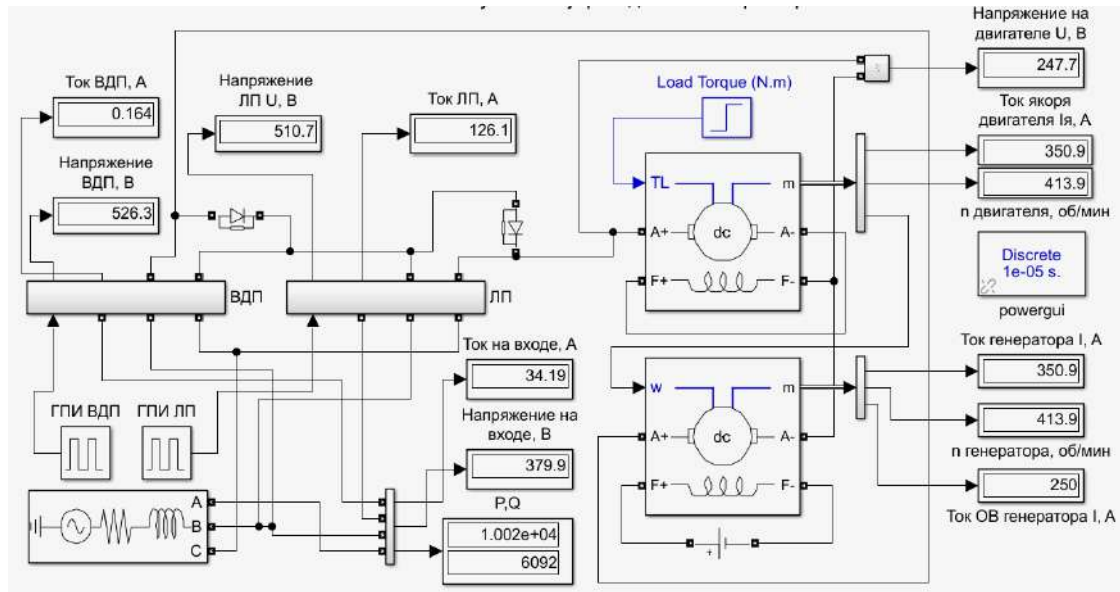 Ток ВДП, А
0.164
Напряжение
ВДП, В
526.3
Напряжение
ЛП U, В
510.7
Ток ЛП, А
126.1
Load Torque (N.m)
Напряжение на
двигателе U, В
247.7
Ток якоря
двигателя Iя, А
350.9
413.9
n двигателя, об/мин
TL
m
A+
dc
A-
F+
F-
Discrete
1e-05 s.
powergui
ВДП
ЛП
ГПИ ВДП
ГПИ ЛП
Ток на входе, А
34.19
Напряжение на
входе, В
379.9
P,Q
1.002e+04
6092
A
B
C
w
m
A+
dc
A-
F+
F-
+
Ток генератора I, А
350.9
413.9
n генератора, об/мин
250
Ток ОВ генератора I, А